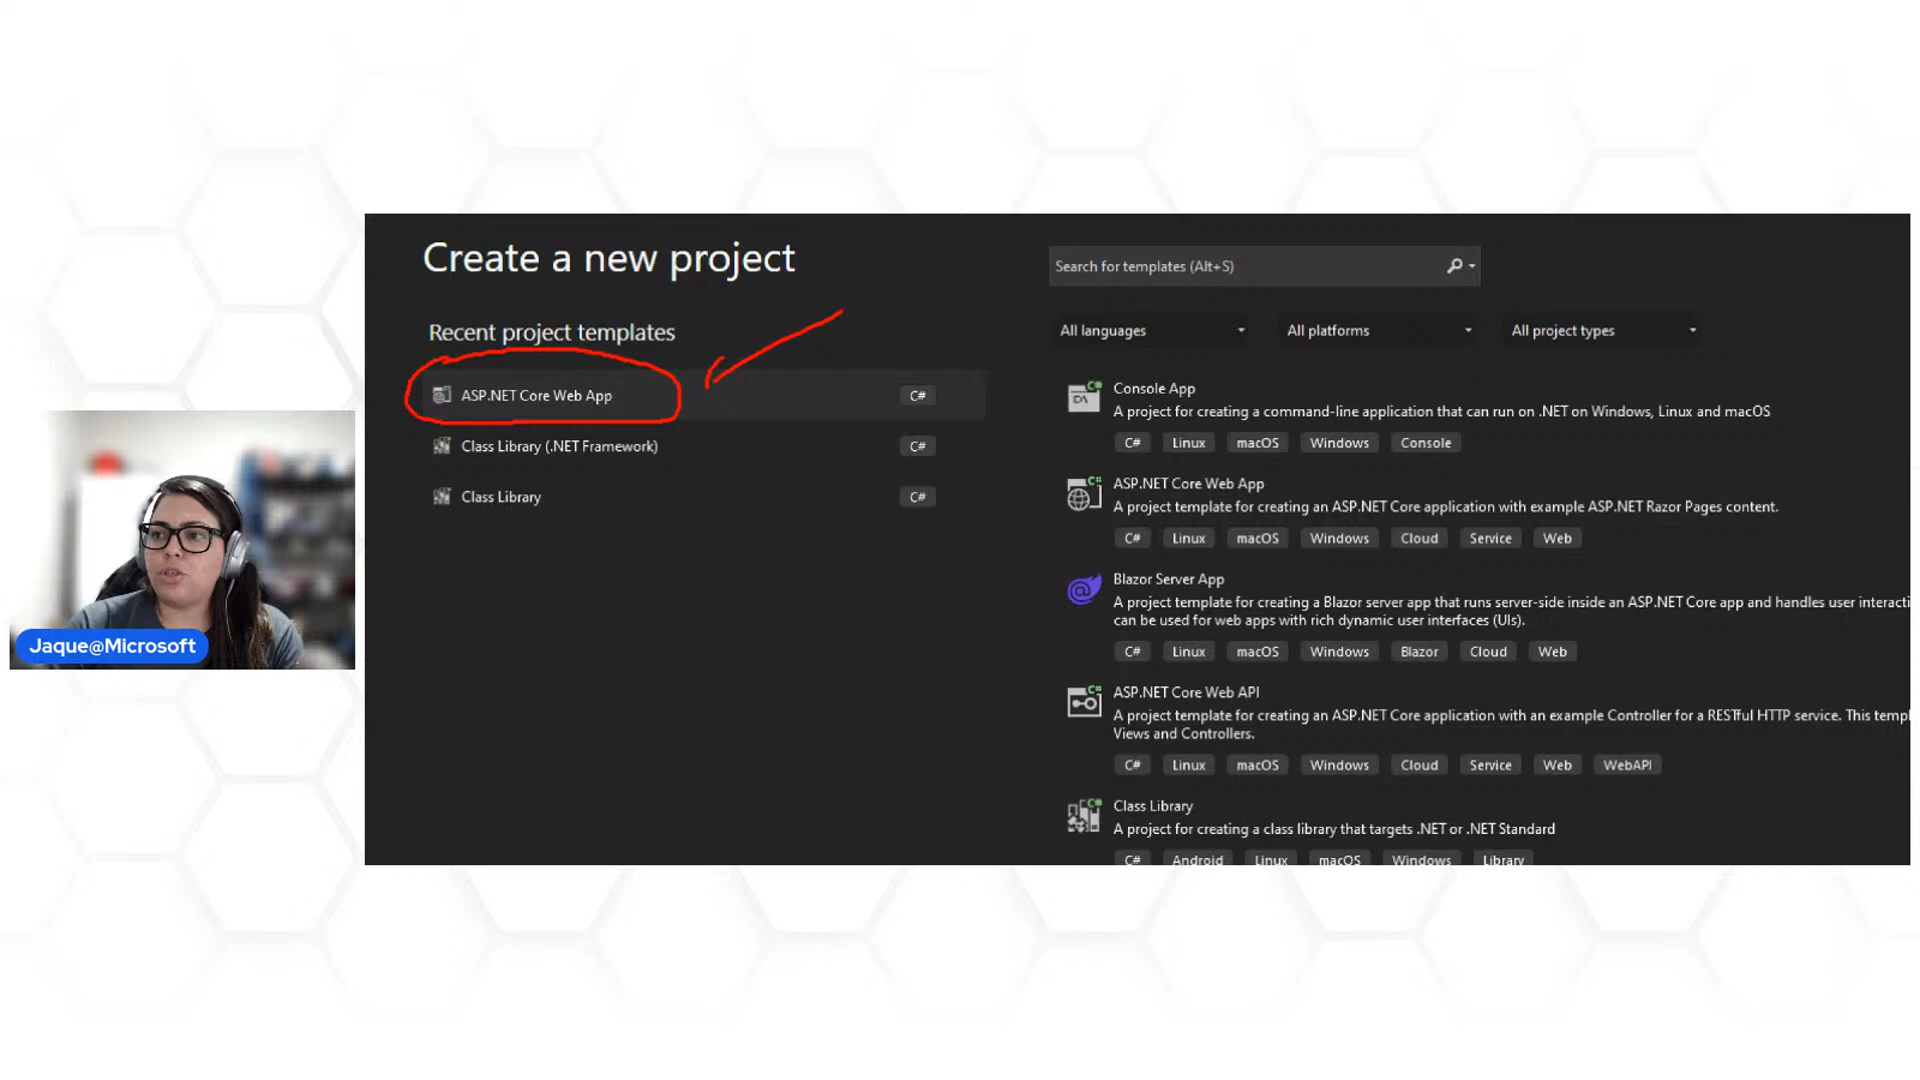 Create a new project
Search for templates (Alt+S)
Recent project templates
All languages
All platforms
All project types
ASP.NET Core Web App
C#
Class Library (.NET Framework)
C#
Class Library
C#
Console App
A project for creating a command-line application that can run on .NET on Windows, Linux and macOS
C# Linux macOS Windows Console
ASP.NET Core Web App
A project template for creating an ASP.NET Core application with example ASP.NET Razor Pages content.
C# Linux macOS Windows Cloud Service Web
Blazor Server App
A project template for creating a Blazor server app that runs server-side inside an ASP.NET Core app and handles user interacti
can be used for web apps with rich dynamic user interfaces (UIs).
C# Linux macOS Windows Blazor Cloud Web
ASP.NET Core Web API
A project template for creating an ASP.NET Core application with an example Controller for a RESTful HTTP service. This templ
Views and Controllers.
C# Linux macOS Windows Cloud Service Web WebAPI
Class Library
A project for creating a class library that targets .NET or .NET Standard
C# Android Linux macOS Windows Library
Jaque@Microsoft